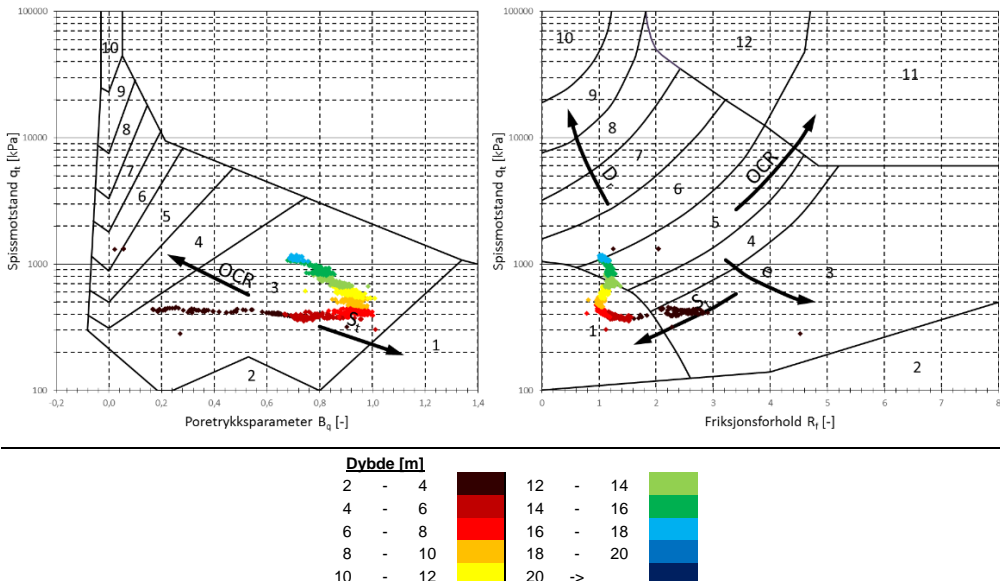 100000
10000
1000
100
Spissmotstand qt [kPa]
10
9
8
7
6
5
4
3
2
1
OCR
St
-0,2 0,0 0,2 0,4 0,6 0,8 1,0 1,2 1,4
Poretrykksparameter Bq [-]
100000
10000
1000
100
Spissmotstand qt [kPa]
10
12
11
9
8
7
6
5
4
3
1
2
Dr
OCR
e
0 1 2 3 4 5 6 7 8
Friksjonsforhold Rf [-]
Dybde [m]
2 - 4 12 - 14
4 - 6 14 - 16
6 - 8 16 - 18
8 - 10 18 - 20
10 - 12 20 ->